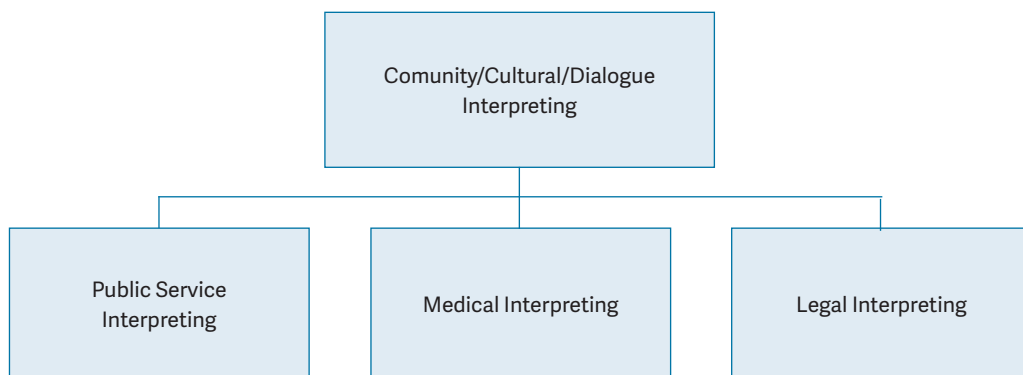 Comunity/Cultural/Dialogue
Interpreting
Public Service
Interpreting
Medical Interpreting
Legal Interpreting